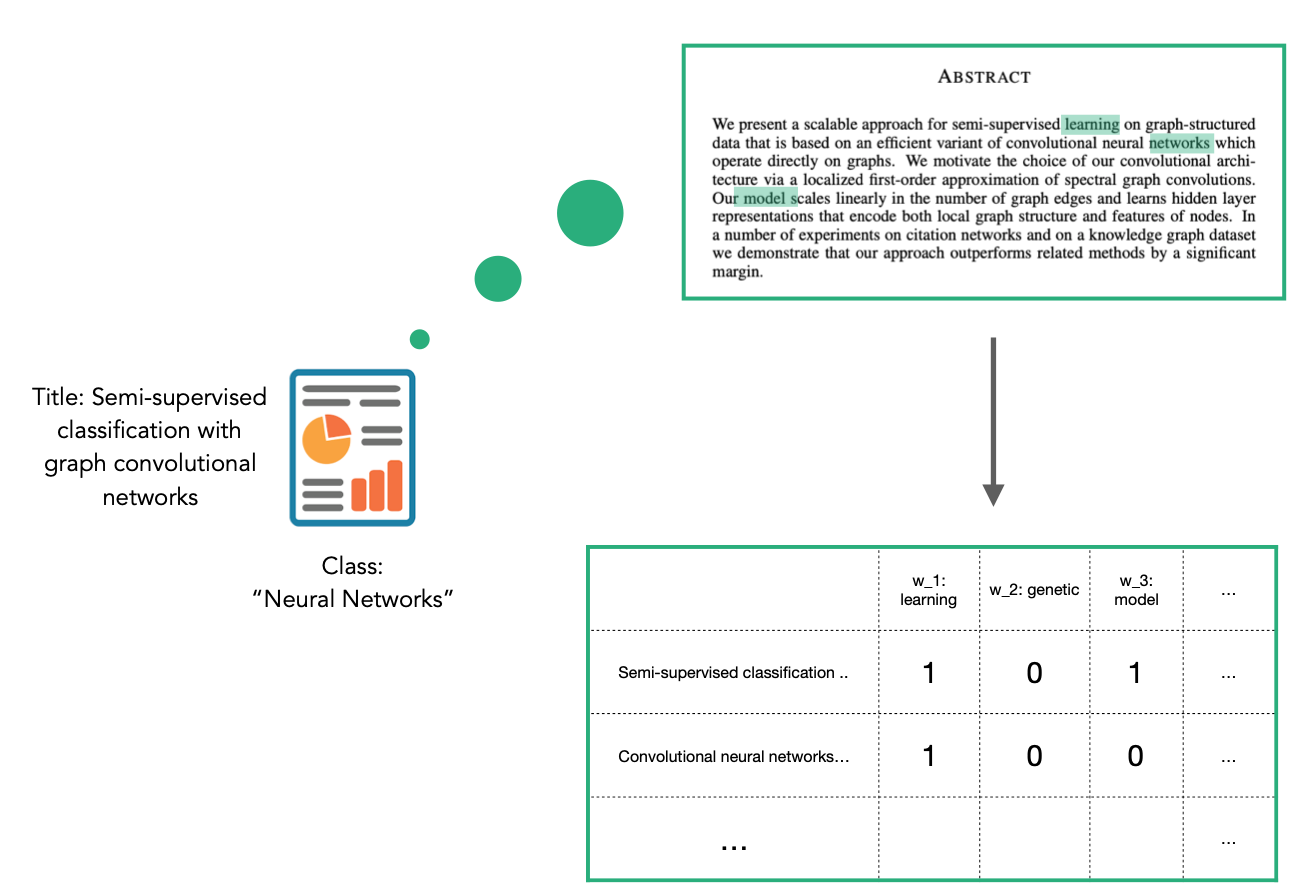 ABSTRACT
We present a scalable approach for semi-supervised learning on graph-structured
data that is based on an efficient variant of convolutional neural networks which
operate directly on graphs. We motivate the choice of our convolutional archi-
tecture via a localized first-order approximation of spectral graph convolutions.
Our model scales linearly in the number of graph edges and learns hidden layer
representations that encode both local graph structure and features of nodes. In
a number of experiments on citation networks and on a knowledge graph dataset
we demonstrate that our approach outperforms related methods by a significant
margin.
Title: Semi-supervised
classification with
graph convolutional
networks
Class:
“Neural Networks”
w_1:
learning
w_2: genetic
w_3:
model
...
Semi-supervised classification ..
1
0
1
...
Convolutional neural networks...
1
0
0
...
...
...